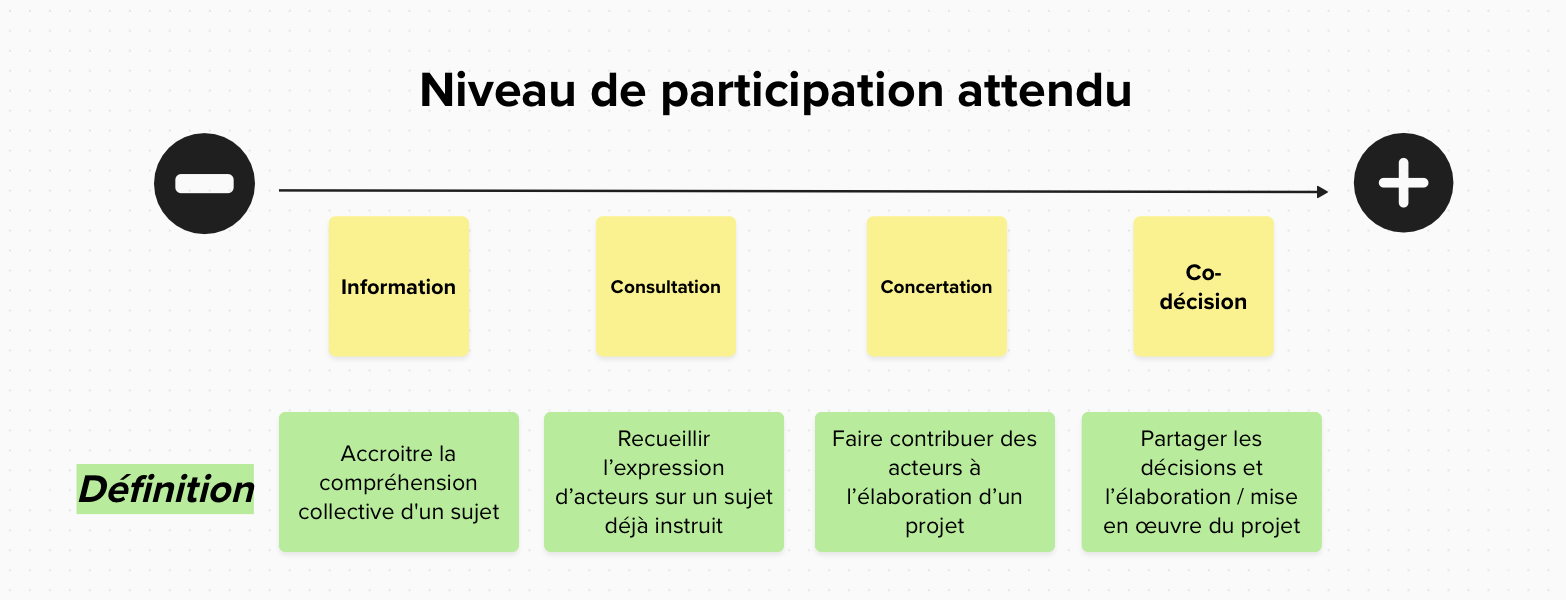 Niveau de participation attendu
Information
Consultation
Concertation
Co-
décision
Définition
Accroitre la
compréhension
collective d'un sujet
Recueillir
l’expression
d’acteurs sur un sujet
déjà instruit
Faire contribuer des
acteurs à
l’élaboration d’un
projet
Partager les
décisions et
l’élaboration / mise
en œuvre du projet